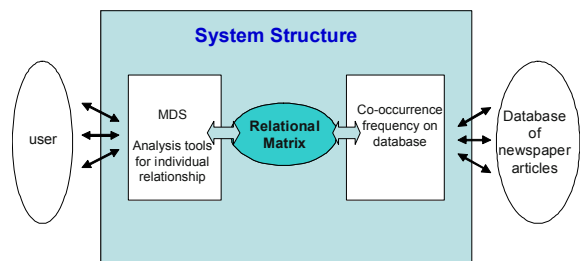 System Structure
user
MDS
Analysis tools
for individual
relationship
Relational
Matrix
Co-occurrence
frequency on
database
Database
of
newspaper
articles